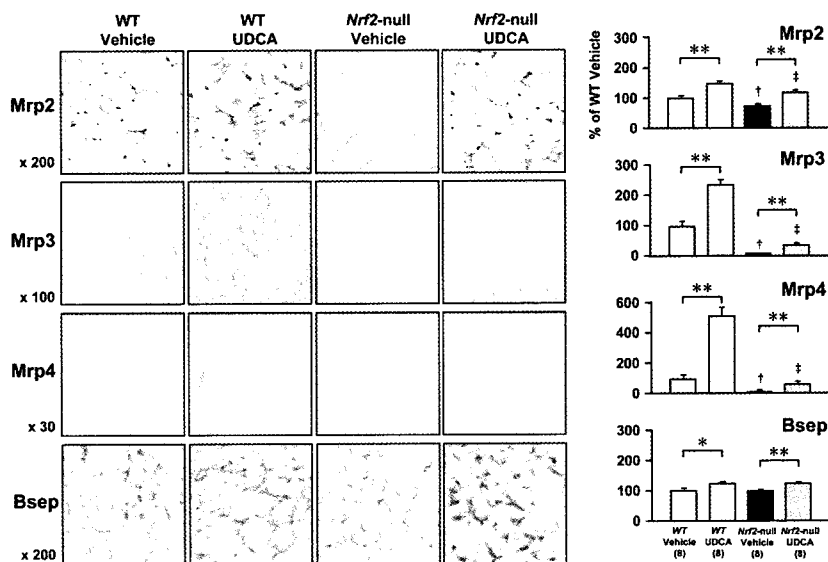 WT Vehicle
WT UDCA
Nrf2-null Vehicle
Nrf2-null UDCA
Mrp2
x 200
Mrp3
x 100
Mrp4
x 30
Bsep
x 200
% of WT Vehicle
Mrp2
300
200
100
0
**
**
†
‡
Mrp3
300
200
100
0
**
**
†
‡
Mrp4
600
400
200
0
**
**
†
‡
Bsep
300
200
100
0
*
**
WT Vehicle (8)
WT UDCA (8)
Nrf2-null Vehicle (8)
Nrf2-null UDCA (8)